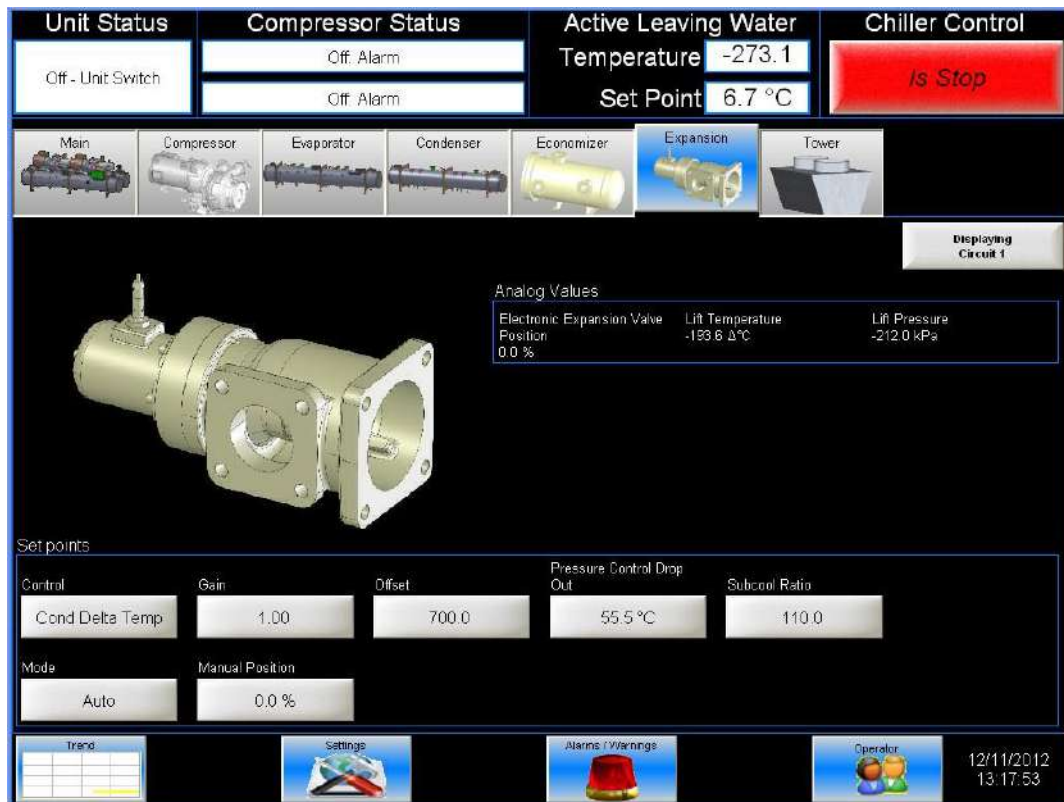 Unit Status
Compressor Status
Active Leaving Water
Chiller Control
Off - Unit Switch
Off: Alarm
Off: Alarm
Temperature -273.1
Set Point 6.7 °C
Is Stop
Main
Compressor
Evaporator
Condenser
Economizer
Expansion
Tower
Displaying
Circuit 1
Analog Values
Electronic Expansion Valve
Position
0.0 %
Lift Temperature
-193.6 Δ°C
Lift Pressure
-212.0 kPa
Set points
Control
Cond Delta Temp
Gain
1.00
Offset
700.0
Pressure Control Drop
Out
55.5 °C
Subcool Ratio
110.0
Mode
Auto
Manual Position
0.0 %
Trend
Settings
Alarms / Warnings
Operator
12/11/2012
13:17:53